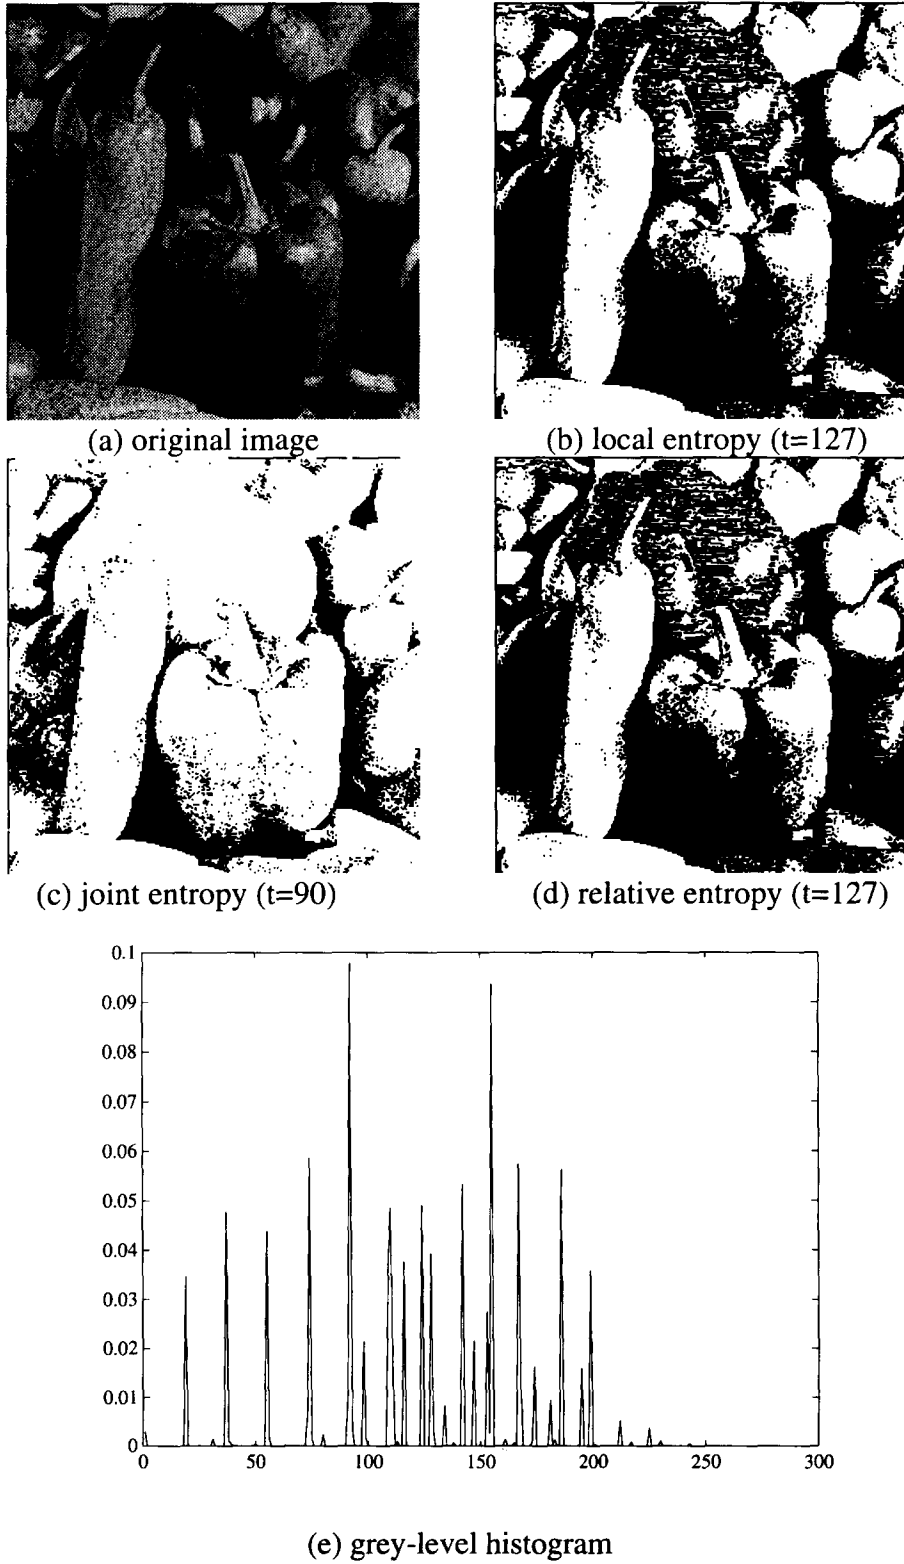 (a) original image
(b) local entropy (t=127)
(c) joint entropy (t=90)
(d) relative entropy (t=127)
0.1
0.09
0.08
0.07
0.06
0.05
0.04
0.03
0.02
0.01
0
0 50 100 150 200 250 300
(e) grey-level histogram